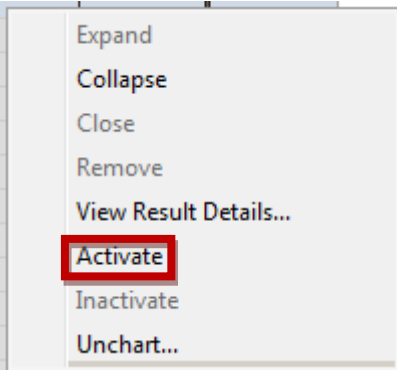 Expand
Collapse
Close
Remove
View Result Details...
Activate
Inactivate
Unchart...